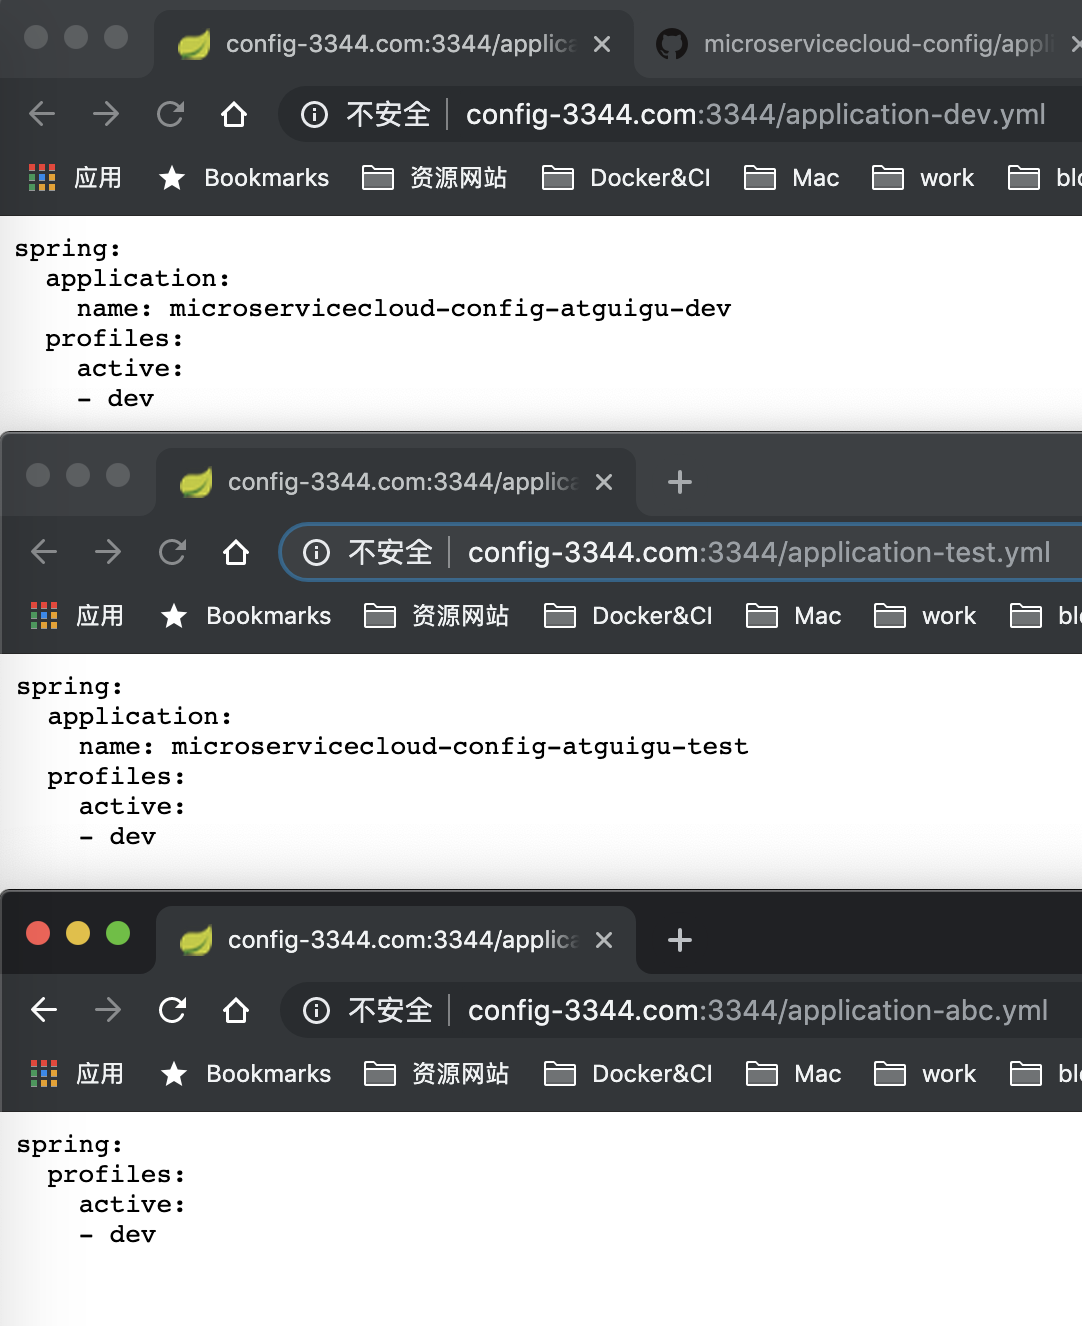 config-3344.com:3344/applica
microservicecloud-config/appli
不安全 config-3344.com:3344/application-dev.yml
应用 Bookmarks 资源网站 Docker&CI Mac work
spring:
  application:
    name: microservicecloud-config-atguigu-dev
  profiles:
    active:
    - dev
config-3344.com:3344/applica
不安全 config-3344.com:3344/application-test.yml
应用 Bookmarks 资源网站 Docker&CI Mac work
spring:
  application:
    name: microservicecloud-config-atguigu-test
  profiles:
    active:
    - dev
config-3344.com:3344/applica
不安全 config-3344.com:3344/application-abc.yml
应用 Bookmarks 资源网站 Docker&CI Mac work
spring:
  profiles:
    active:
    - dev